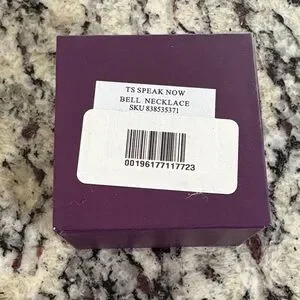 TS SPEAK NOW
BELL NECKLACE
SKU 838535371
00196177117723